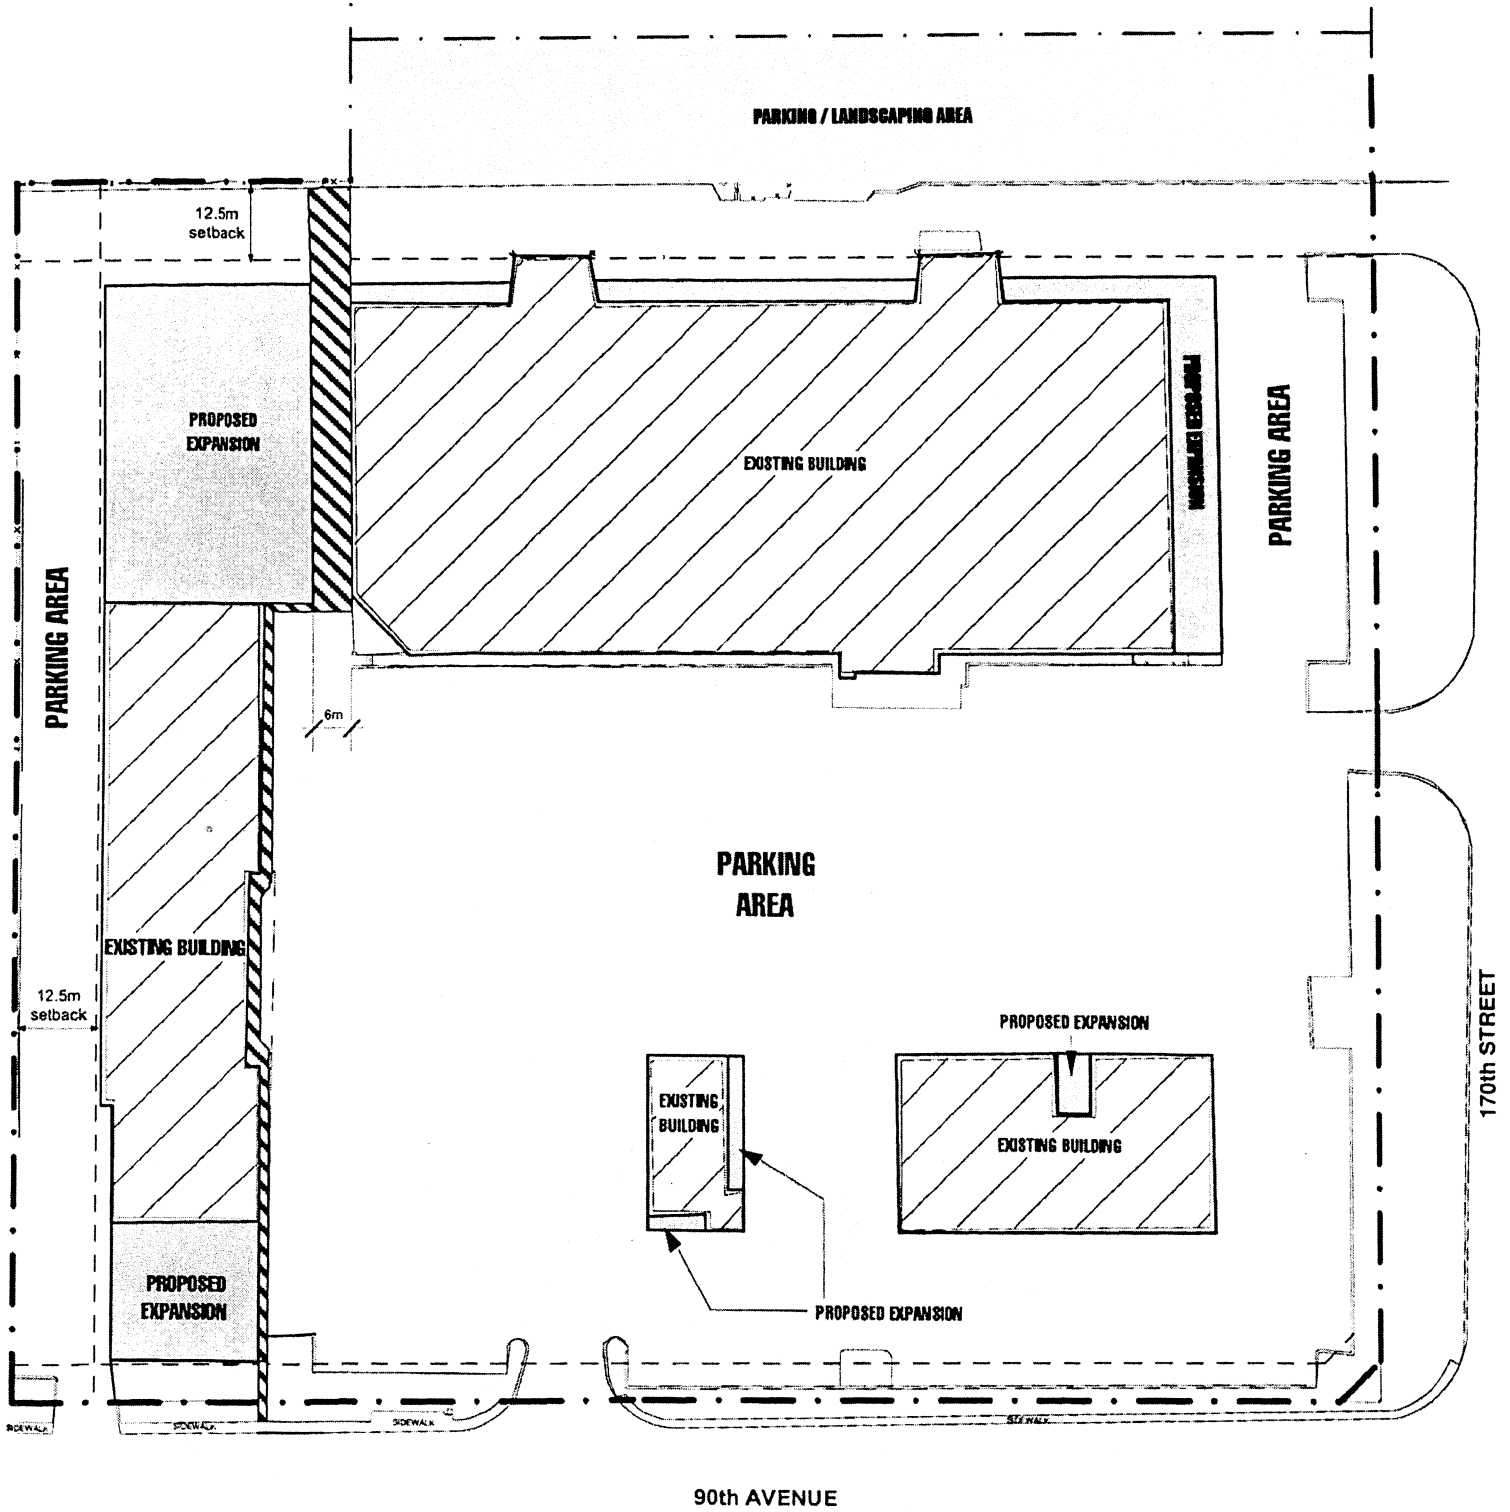 PARKING / LANDSCAPING AREA
12.5m
setback
PROPOSED
EXPANSION
EXISTING BUILDING
PROPOSED EXPANSION
PARKING AREA
PARKING AREA
6m
PARKING
AREA
EXISTING BUILDING
12.5m
setback
PROPOSED EXPANSION
EXISTING
BUILDING
EXISTING BUILDING
170th STREET
PROPOSED
EXPANSION
PROPOSED EXPANSION
SIDEWALK
SIDEWALK
SIDEWALK
SIDEWALK
90th AVENUE